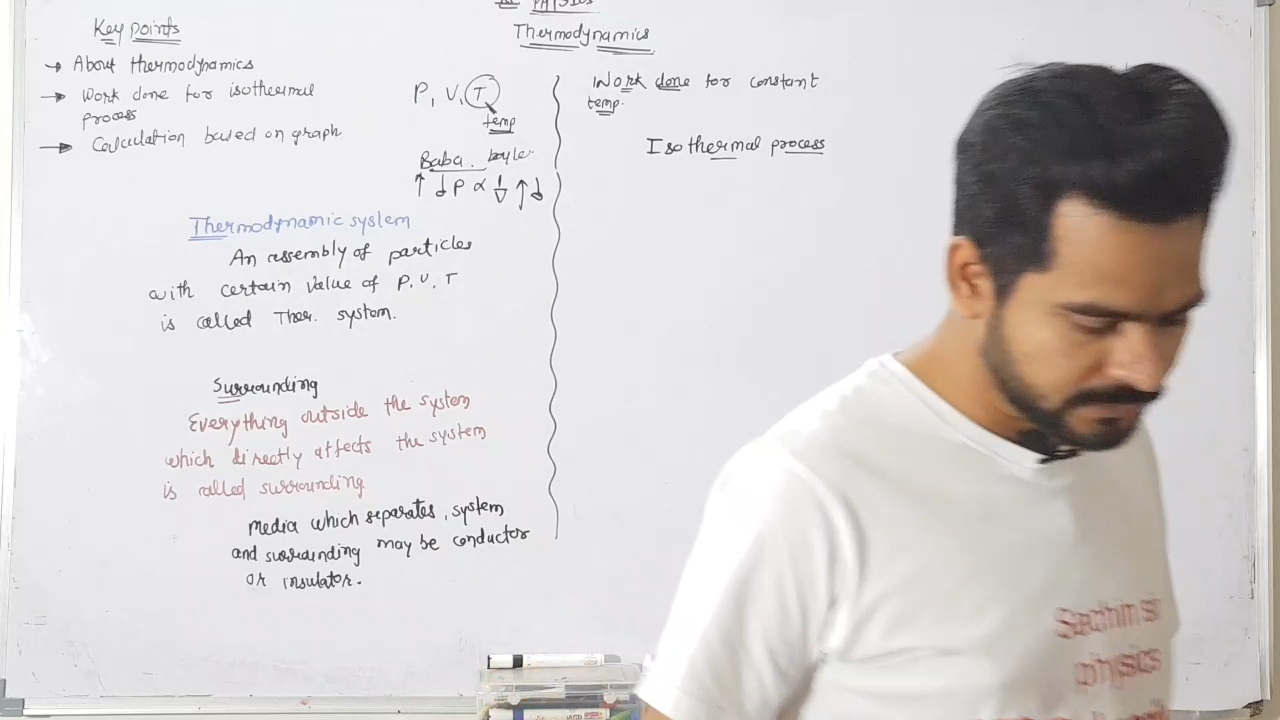 PHYSICS
Thermodynamics
Key points
→ About thermodynamics
→ Work done for isothermal
process
→ Calculation based on graph
P, V, T
temp
Baba. boyle
↑ ↓ P ∝ 1/V ↑ ↓
Thermodynamic system
An assembly of particles
with certain value of P, V, T
is called Ther. system.
Surrounding
Everything outside the system
which directly affects the system
is called surrounding
Media which separates, system
and surrounding may be conductor
or insulator.
Work done for constant
temp.
Isothermal process
physics